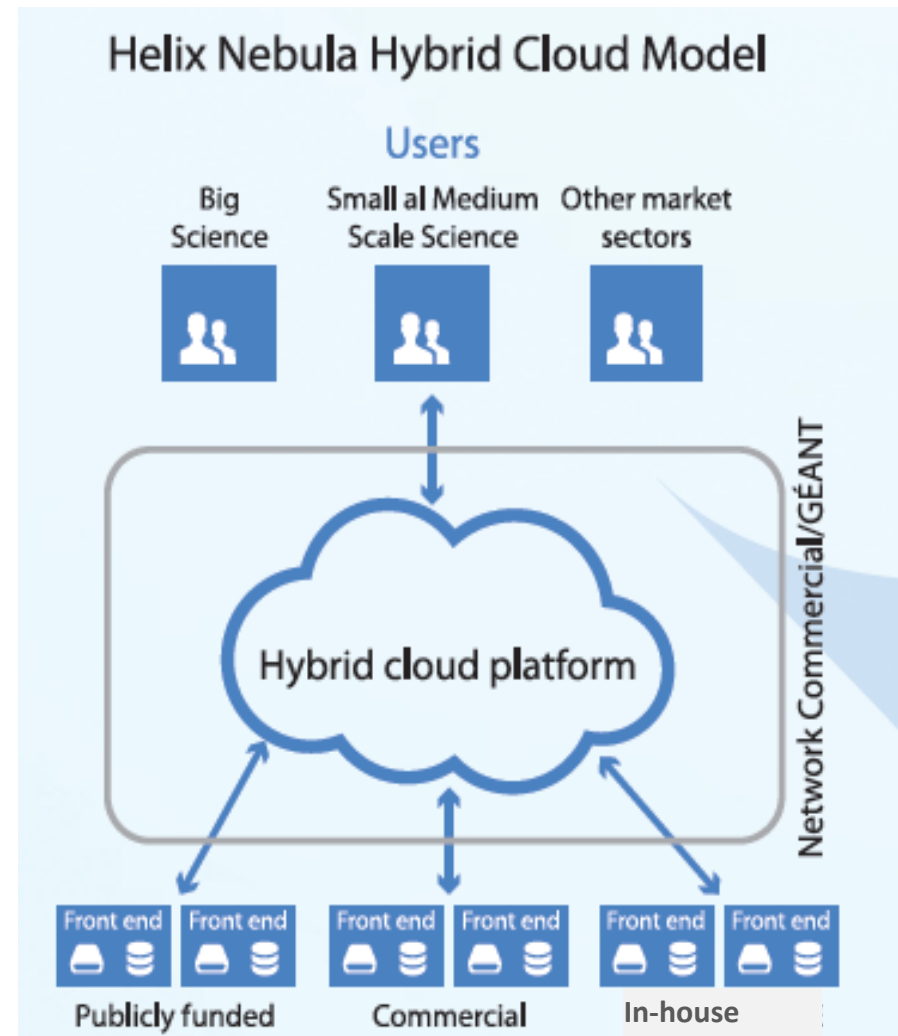 Helix Nebula Hybrid Cloud Model
Users
Big
Science
Small al Medium
Scale Science
Other market
sectors
Network Commercial/GÉANT
Hybrid cloud platform
Front end
Front end
Front end
Front end
Front end
Front end
Publicly funded
Commercial
In-house